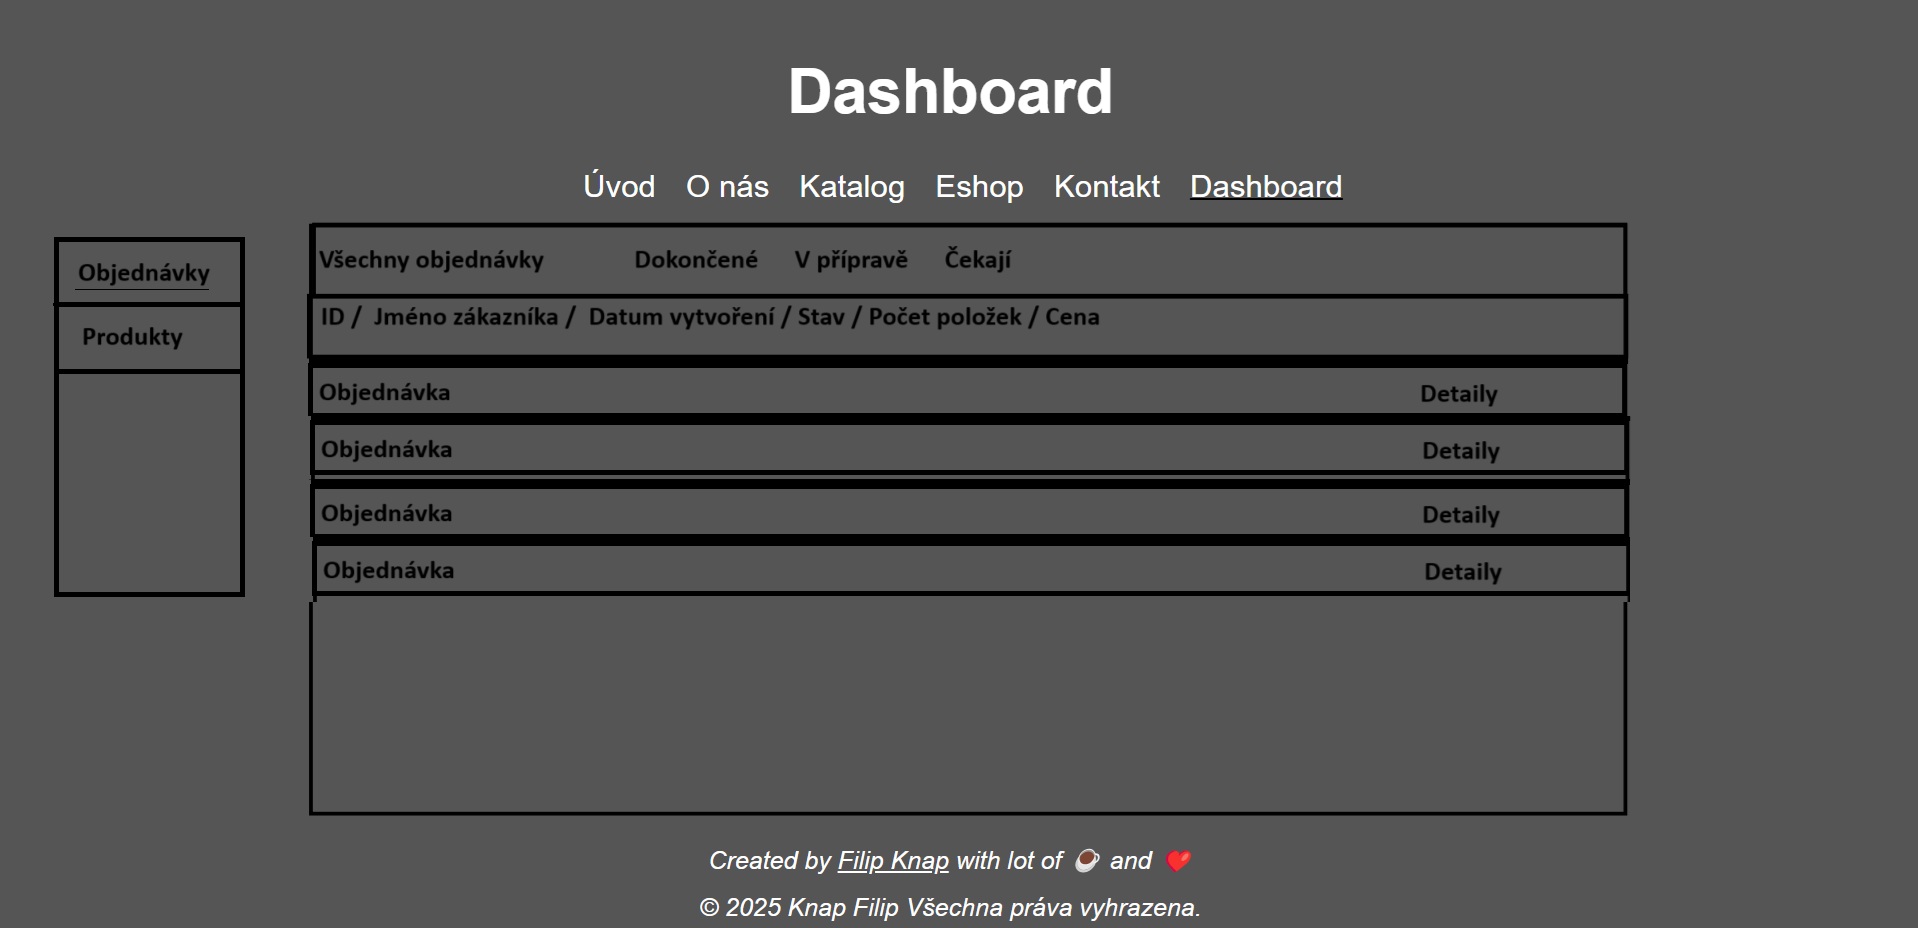 Dashboard
Úvod O nás Katalog Eshop Kontakt Dashboard
Objednávky
Produkty
Všechny objednávky Dokončené V přípravě Čekají
ID / Jméno zákazníka / Datum vytvoření / Stav / Počet položek / Cena
Objednávka Detaily
Objednávka Detaily
Objednávka Detaily
Objednávka Detaily
Created by Filip Knap with lot of ☕ and ❤️
© 2025 Knap Filip Všechna práva vyhrazena.